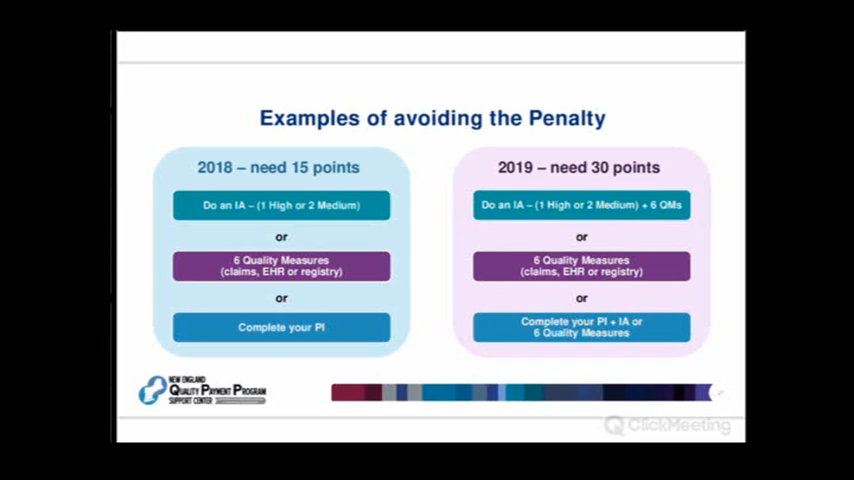 Examples of avoiding the Penalty
2018 – need 15 points
Do an IA – (1 High or 2 Medium)
or
6 Quality Measures
(claims, EHR or registry)
or
Complete your PI
2019 – need 30 points
Do an IA – (1 High or 2 Medium) + 6 QMs
or
6 Quality Measures
(claims, EHR or registry)
or
Complete your PI + IA or
6 Quality Measures
NEW ENGLAND
QUALITY PAYMENT PROGRAM
SUPPORT CENTER
ClickMeeting